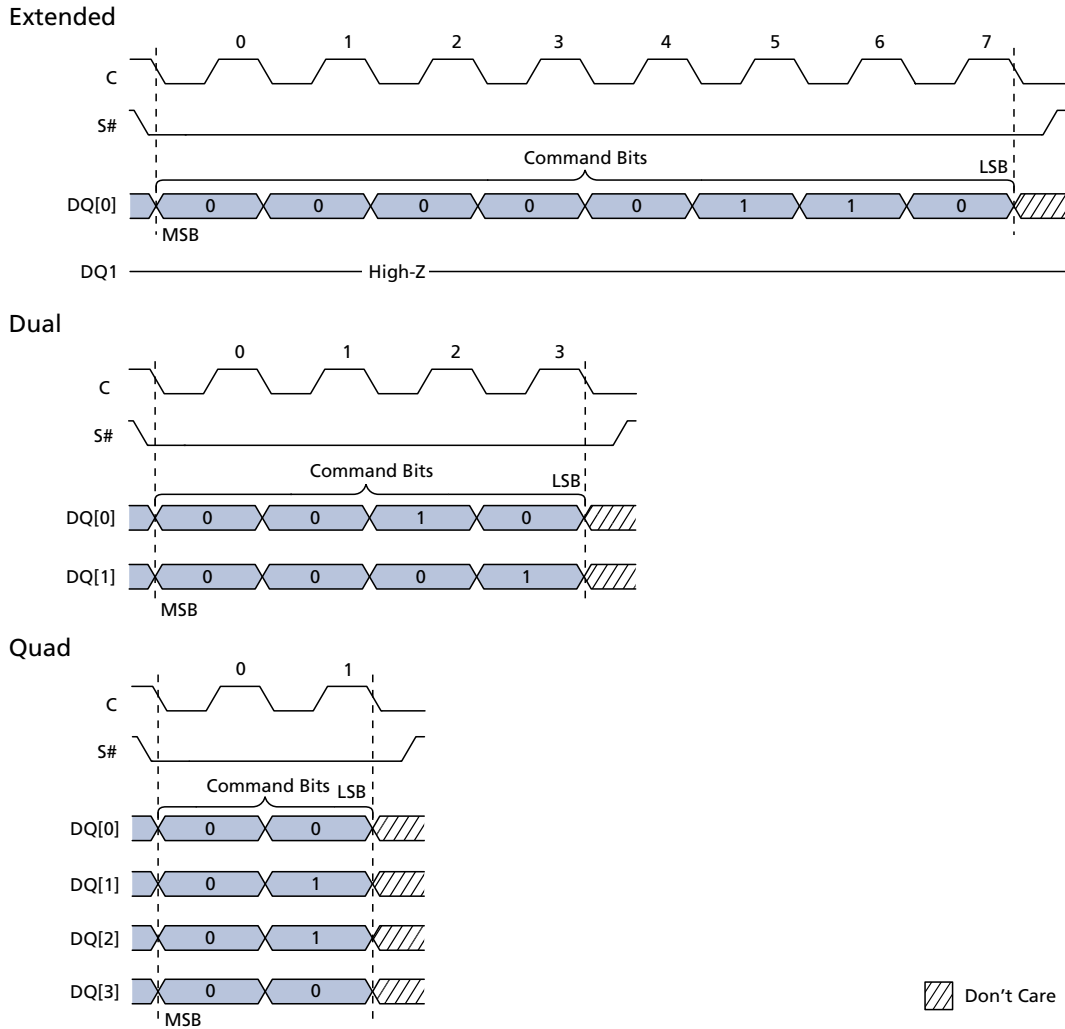 Extended
0 1 2 3 4 5 6 7
C
S#
Command Bits
LSB
DQ[0] 0 0 0 0 0 1 1 0
MSB
DQ1 High-Z
Dual
0 1 2 3
C
S#
Command Bits
LSB
DQ[0] 0 0 1 0
DQ[1] 0 0 0 1
MSB
Quad
0 1
C
S#
Command Bits LSB
DQ[0] 0 0
DQ[1] 0 1
DQ[2] 0 1
DQ[3] 0 0
MSB
Don't Care